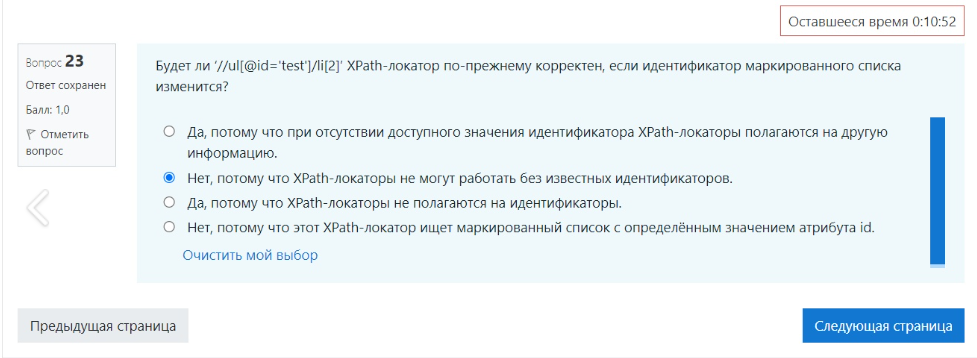 Оставшееся время 0:10:52
Вопрос 23
Ответ сохранен
Балл: 1,0
Отметить
вопрос
Будет ли '//ul[@id='test']/li[2]' XPath-локатор по-прежнему корректен, если идентификатор маркированного списка
изменится?
Да, потому что при отсутствии доступного значения идентификатора XPath-локаторы полагаются на другую
информацию.
Нет, потому что XPath-локаторы не могут работать без известных идентификаторов.
Да, потому что XPath-локаторы не полагаются на идентификаторы.
Нет, потому что этот XPath-локатор ищет маркированный список с определённым значением атрибута id.
Очистить мой выбор
Предыдущая страница
Следующая страница